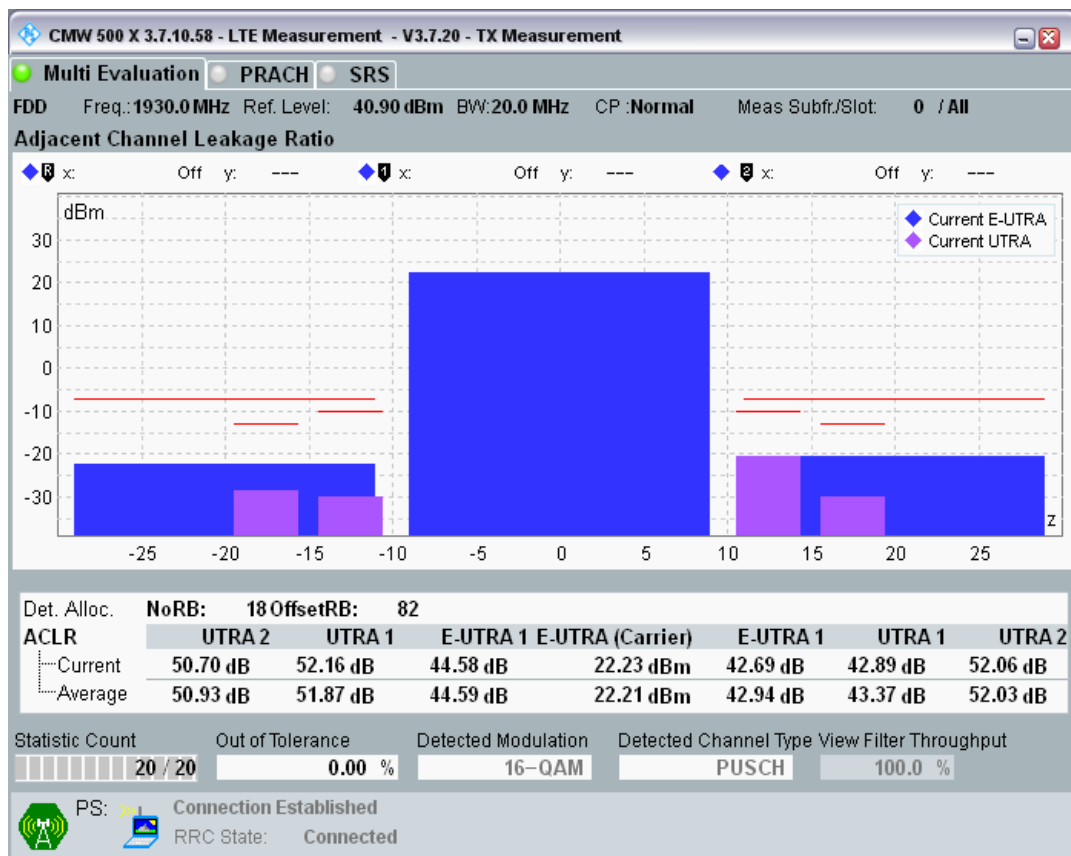 CMW 500 X 3.7.10.58 - LTE Measurement - V3.7.20 - TX Measurement
Multi Evaluation PRACH SRS
FDD Freq.:1930.0 MHz Ref. Level: 40.90 dBm BW:20.0 MHz CP :Normal Meas Subfr./Slot: 0 / All
Adjacent Channel Leakage Ratio
R x: Off y: --- 1 x: Off y: --- 2 x: Off y: ---
dBm
Current E-UTRA
Current UTRA
30
20
10
0
-10
-20
-30
z
-25 -20 -15 -10 -5 0 5 10 15 20 25
Det. Alloc. NoRB: 18 OffsetRB: 82
ACLR UTRA 2 UTRA 1 E-UTRA 1 E-UTRA (Carrier) E-UTRA 1 UTRA 1 UTRA 2
Current 50.70 dB 52.16 dB 44.58 dB 22.23 dBm 42.69 dB 42.89 dB 52.06 dB
Average 50.93 dB 51.87 dB 44.59 dB 22.21 dBm 42.94 dB 43.37 dB 52.03 dB
Statistic Count Out of Tolerance Detected Modulation Detected Channel Type View Filter Throughput
20 / 20 0.00 % 16-QAM PUSCH 100.0 %
PS: Connection Established
RRC State: Connected